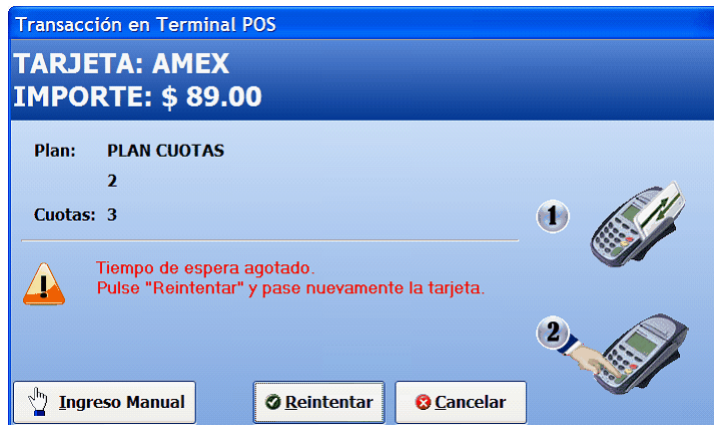 Transacción en Terminal POS
TARJETA: AMEX
IMPORTE: $ 89.00
Plan: PLAN CUOTAS
2
Cuotas: 3
1
Tiempo de espera agotado.
Pulse "Reintentar" y pase nuevamente la tarjeta.
2
Ingreso Manual
Reintentar
Cancelar